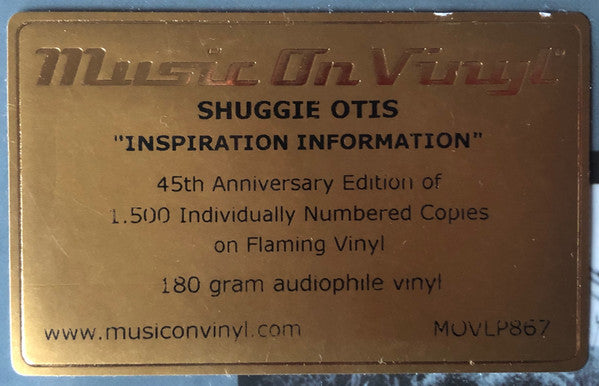 Music On Vinyl
SHUGGIE OTIS
"INSPIRATION INFORMATION"
45th Anniversary Edition of
1.500 Individually Numbered Copies
on Flaming Vinyl
180 gram audiophile vinyl
www.musiconvinyl.com MOVLP867